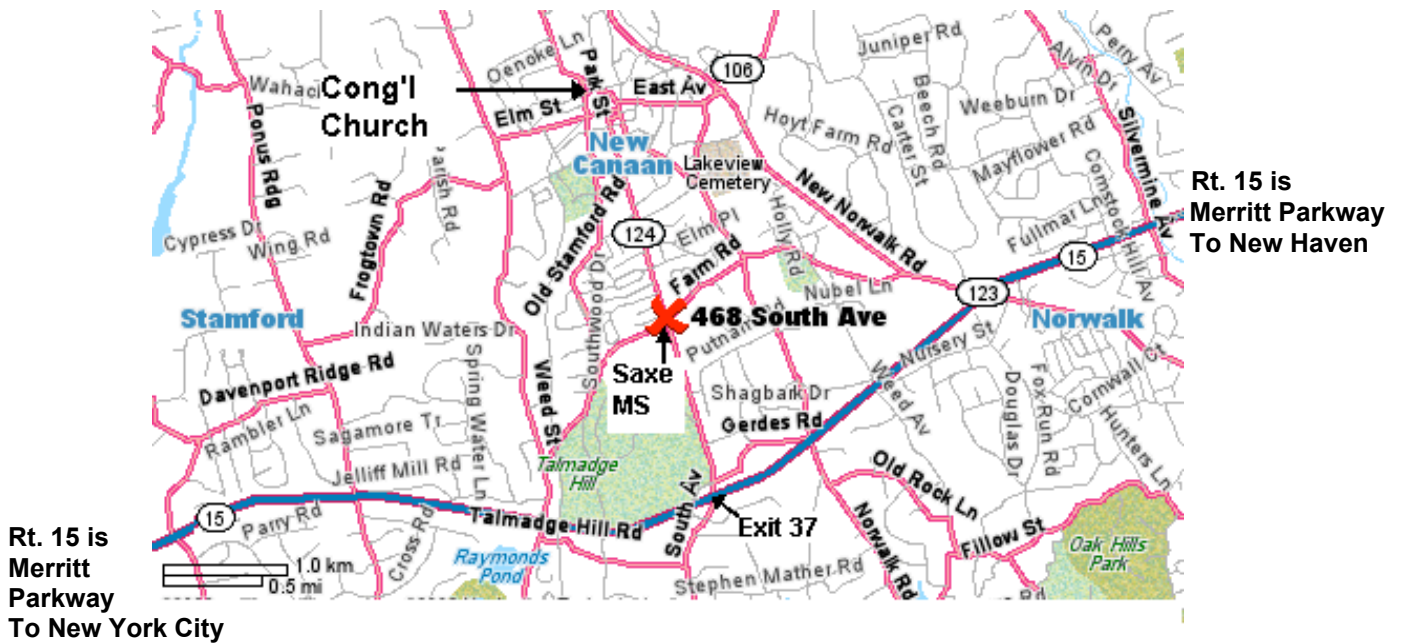 Juniper Rd
Perry Av
Alvin Dr
Oenoke Ln
Park St
106
Wahac
Cong'l
Church
East Av
Beech Rd
Weeburn Dr
Elm St
Carter St
Hoyt Farm Rd
Silvermine Av
Ponus Rdg
New
Canaan
Lakeview
Cemetery
Mayflower Rd
Parish Rd
Comstock Hill Av
Rt. 15 is
Merritt Parkway
To New Haven
Frogtown Rd
Old Stamford Rd
New Norwalk Rd
Holly Rd
Elm Pl
Fullmar Ln
Cypress Dr
Wing Rd
124
15
Farm Rd
Nubel Ln
123
Stamford
Indian Waters Dr
Southwood Dr
468 South Ave
Putnam Rd
Norwalk
Nursery St
Davenport Ridge Rd
Spring Water Ln
Weed St
Saxe
MS
Shagbark Dr
Weed Av
Douglas Dr
Fox Run Rd
Cornwall Ct
Rambler Ln
Sagamore Tr
Gerdes Rd
Hunters Ln
Jelliff Mill Rd
Talmadge
Hill
Old Rock Ln
15
Parry Rd
Talmadge Hill Rd
South Av
Exit 37
Norwalk Rd
Fillow St
Oak Hills
Park
Rt. 15 is
Merritt
Parkway
To New York City
1.0 km
0.5 mi
Cross Rd
Raymonds
Pond
Stephen Mather Rd